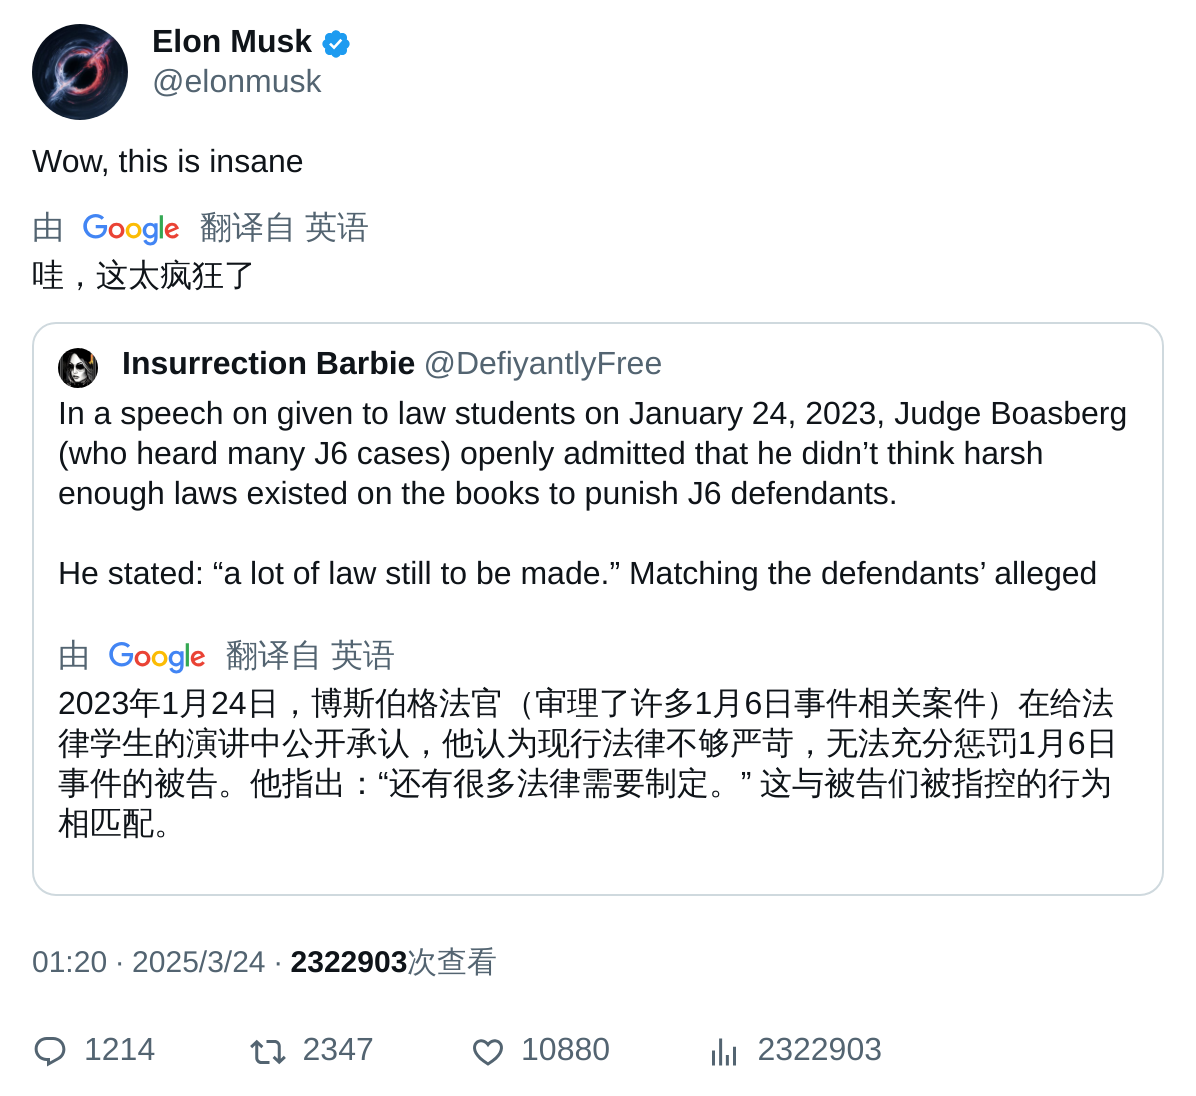 Elon Musk
@elonmusk
Wow, this is insane
由 Google 翻译自 英语
哇，这太疯狂了
Insurrection Barbie @DefiyantlyFree
In a speech on given to law students on January 24, 2023, Judge Boasberg
(who heard many J6 cases) openly admitted that he didn’t think harsh
enough laws existed on the books to punish J6 defendants.
He stated: “a lot of law still to be made.” Matching the defendants’ alleged
由 Google 翻译自 英语
2023年1月24日，博斯伯格法官（审理了许多1月6日事件相关案件）在给法
律学生的演讲中公开承认，他认为现行法律不够严苛，无法充分惩罚1月6日
事件的被告。他指出：“还有很多法律需要制定。” 这与被告们被指控的行为
相匹配。
01:20 · 2025/3/24 · 2322903次查看
1214 2347 10880 2322903